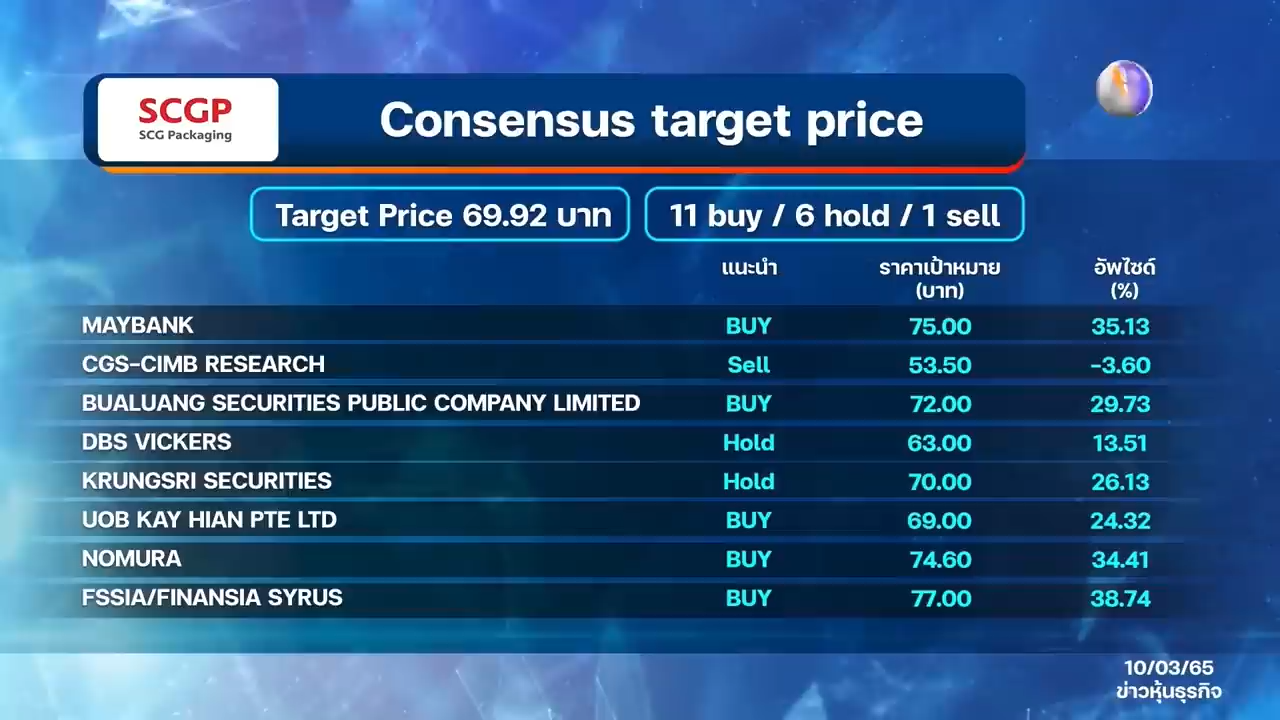 SCGP
SCG Packaging
Consensus target price
Target Price 69.92 บาท
11 buy / 6 hold / 1 sell
แนะนำ ราคาเป้าหมาย (บาท) อัพไซด์ (%)
MAYBANK BUY 75.00 35.13
CGS-CIMB RESEARCH Sell 53.50 -3.60
BUALUANG SECURITIES PUBLIC COMPANY LIMITED BUY 72.00 29.73
DBS VICKERS Hold 63.00 13.51
KRUNGSRI SECURITIES Hold 70.00 26.13
UOB KAY HIAN PTE LTD BUY 69.00 24.32
NOMURA BUY 74.60 34.41
FSSIA/FINANSIA SYRUS BUY 77.00 38.74
10/03/65
ข่าวหุ้นธุรกิจ